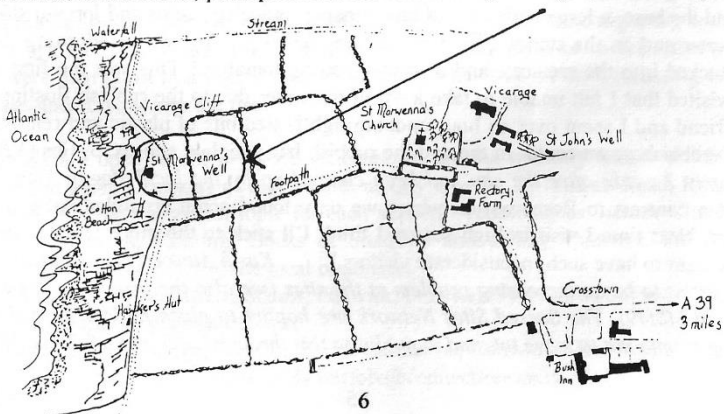 Stream
Waterfall
Vicarage
Vicarage Cliff
St Morwenna's
Church
Atlantic
Ocean
St John's Well
St Morwenna's
Well
Footpath
Rectory
Farm
Cotton
Beach
Hawker's Hut
Crosstown
A 39
3 miles
Bush
Inn
6